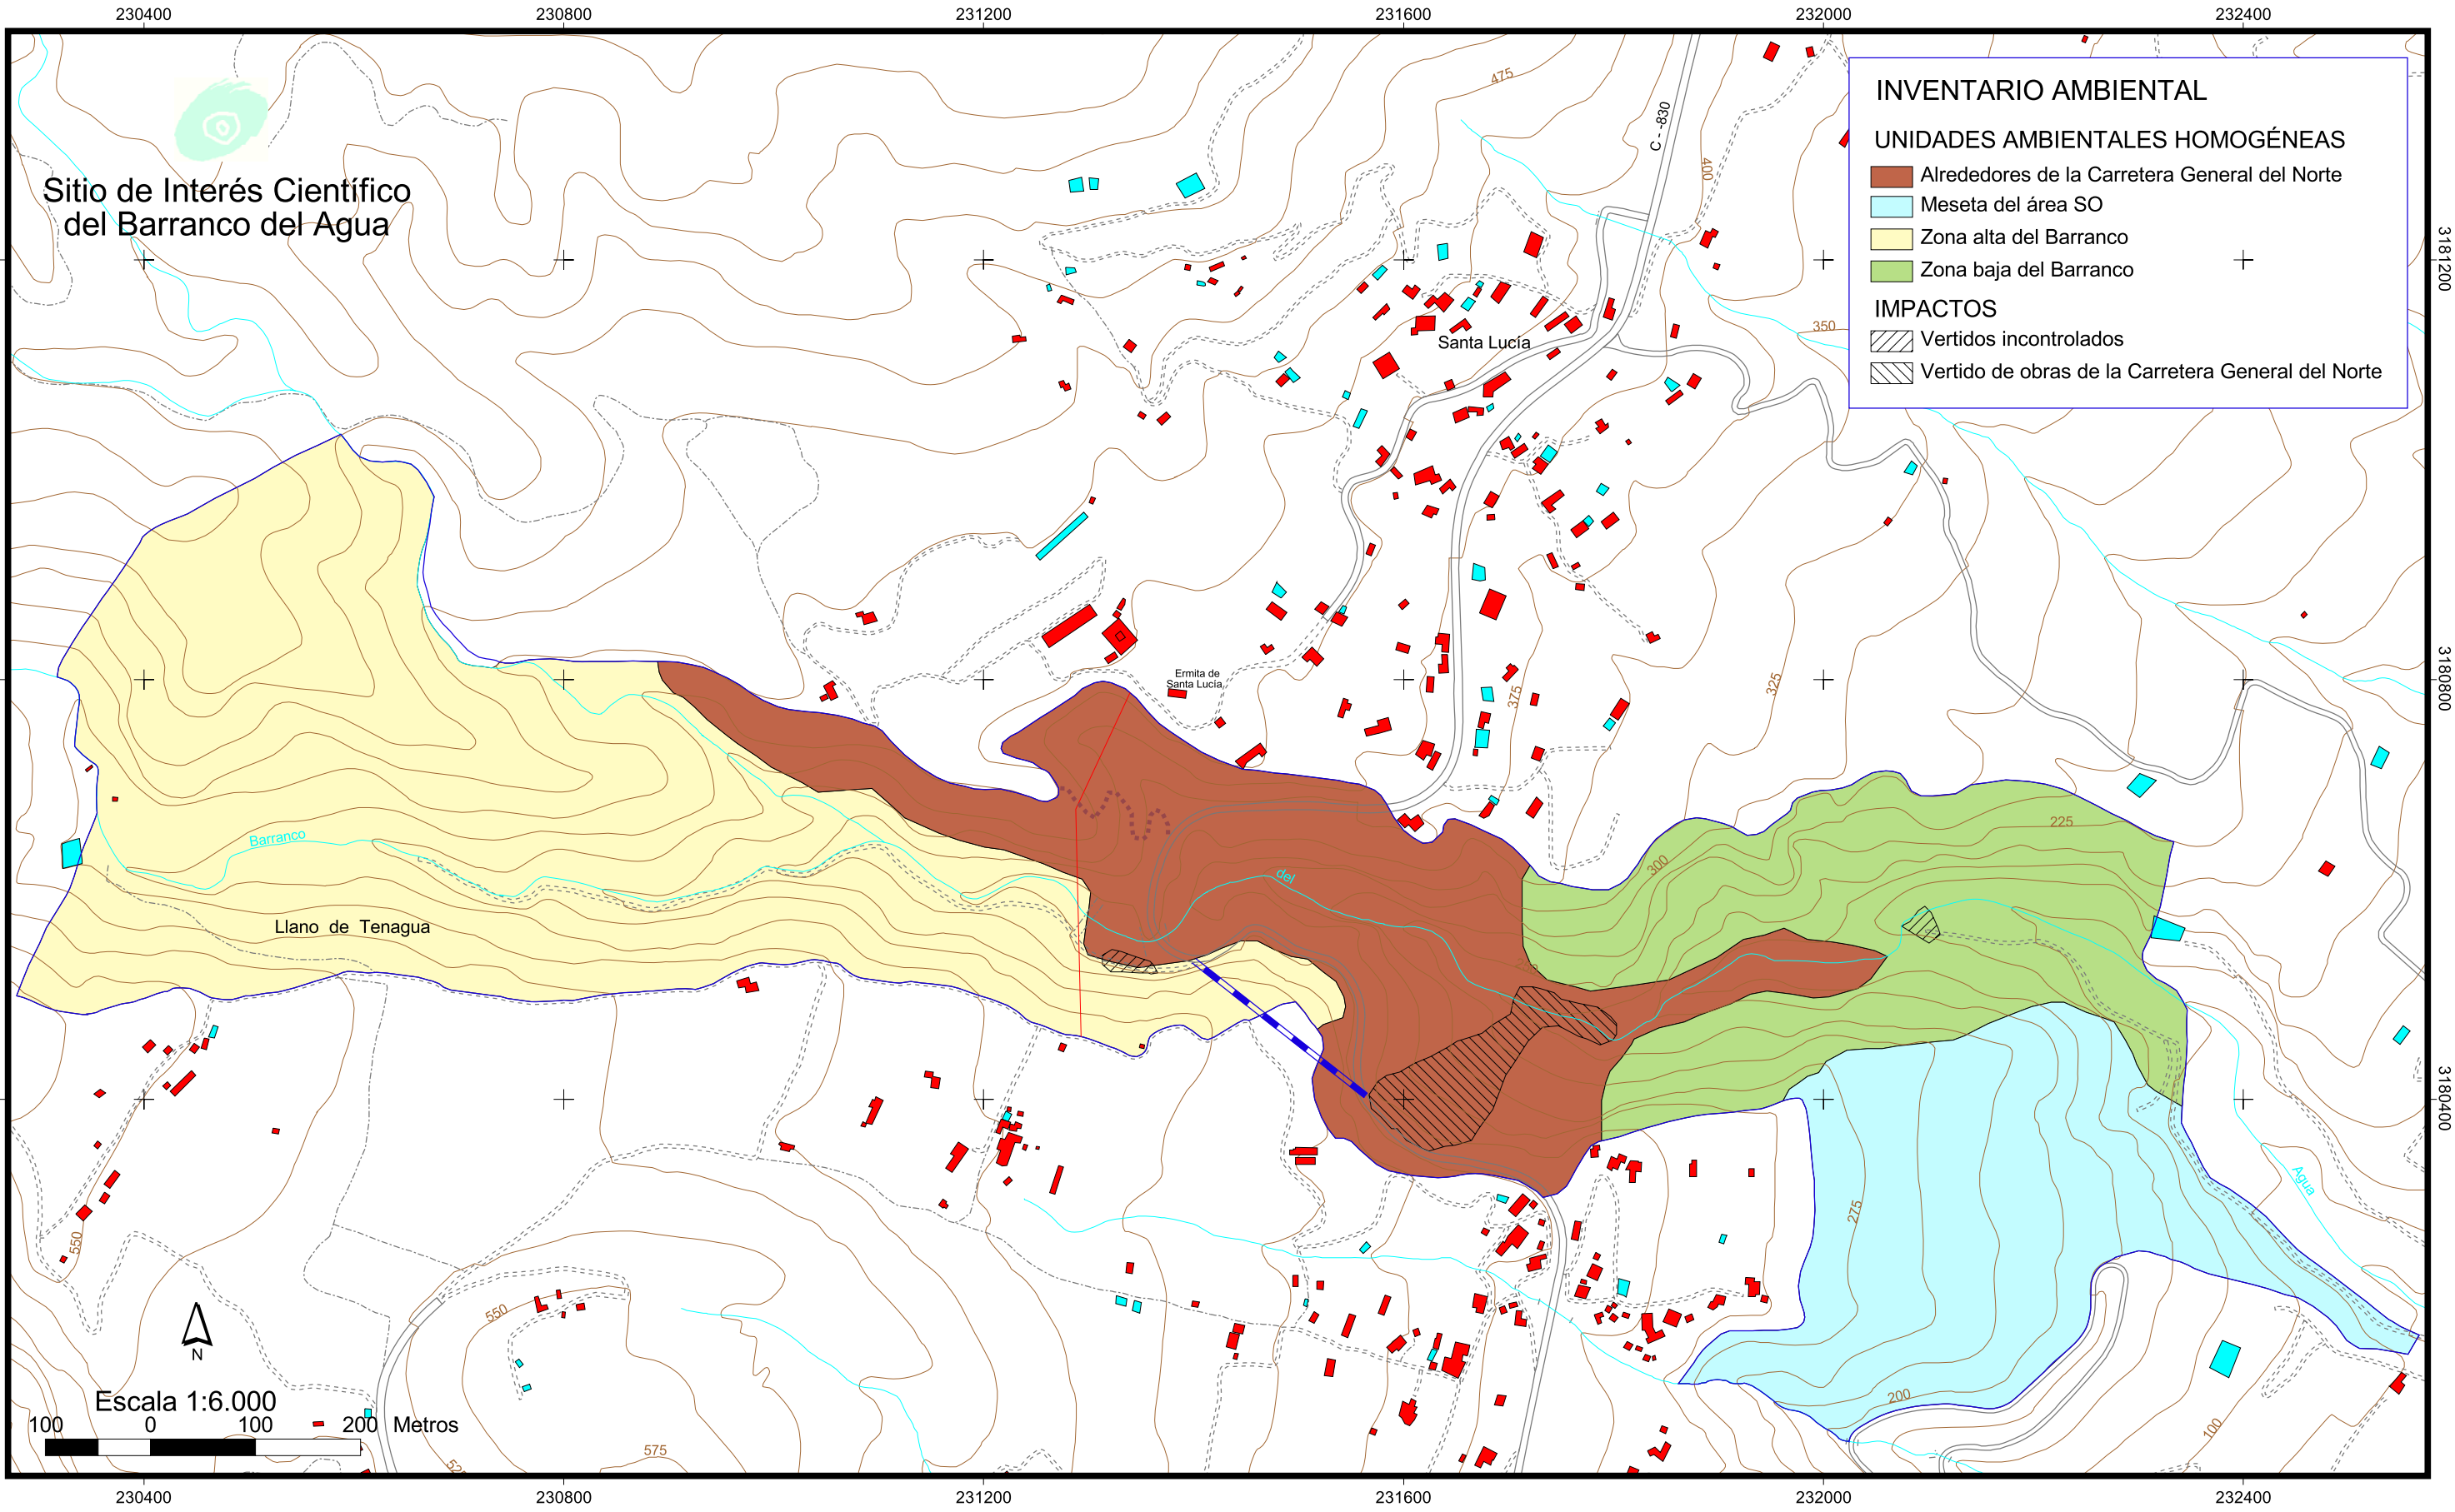 230400 230800 231200 231600 232000 232400
475
C - -830
400
INVENTARIO AMBIENTAL
UNIDADES AMBIENTALES HOMOGÉNEAS
Alrededores de la Carretera General del Norte
Meseta del área SO
Zona alta del Barranco
Zona baja del Barranco
IMPACTOS
Vertidos incontrolados
Vertido de obras de la Carretera General del Norte
Sitio de Interés Científico
del Barranco del Agua
3181200
350
Santa Lucía
Ermita de
Santa Lucía
3180800
375
325
225
300
Barranco
del
Llano de Tenagua
3180400
Agua
275
550
550
200
100
575
N
Escala 1:6.000
100 0 100 200 Metros
230400 230800 231200 231600 232000 232400